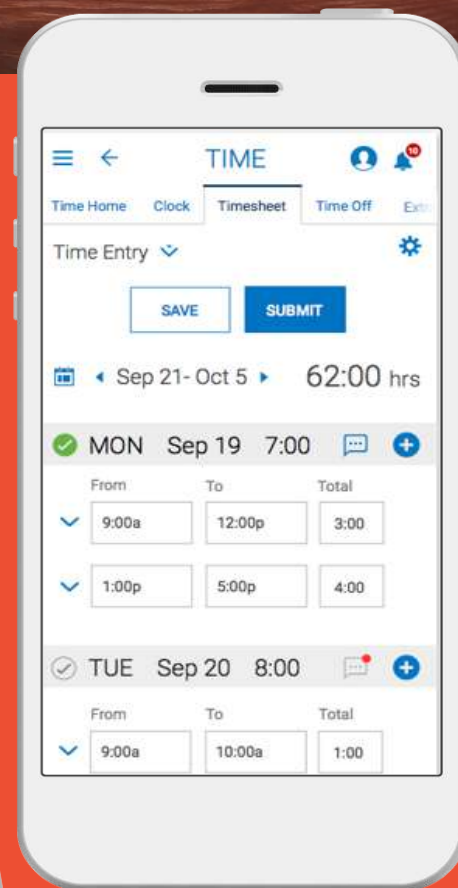 TIME
10
Time Home Clock Timesheet Time Off Extr
Time Entry
SAVE SUBMIT
Sep 21- Oct 5 62:00 hrs
MON Sep 19 7:00
From To Total
9:00a 12:00p 3:00
1:00p 5:00p 4:00
TUE Sep 20 8:00
From To Total
9:00a 10:00a 1:00